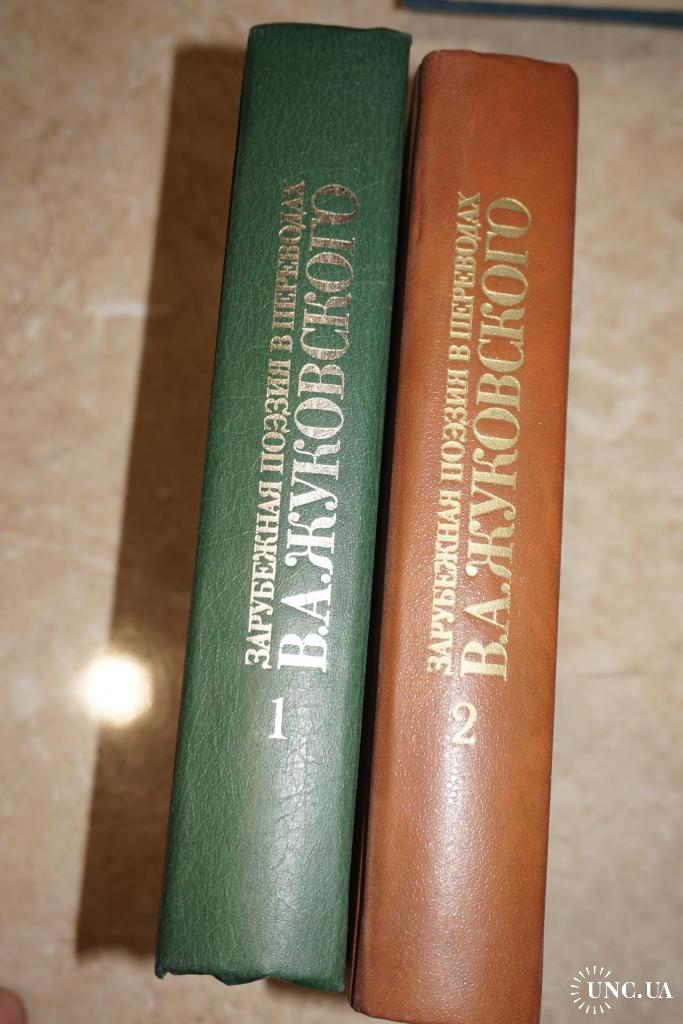 ЗАРУБЕЖНАЯ ПОЭЗИЯ В ПЕРЕВОДАХ
В.А.ЖУКОВСКОГО
1
ЗАРУБЕЖНАЯ ПОЭЗИЯ В ПЕРЕВОДАХ
В.А.ЖУКОВСКОГО
2
UNC.UA